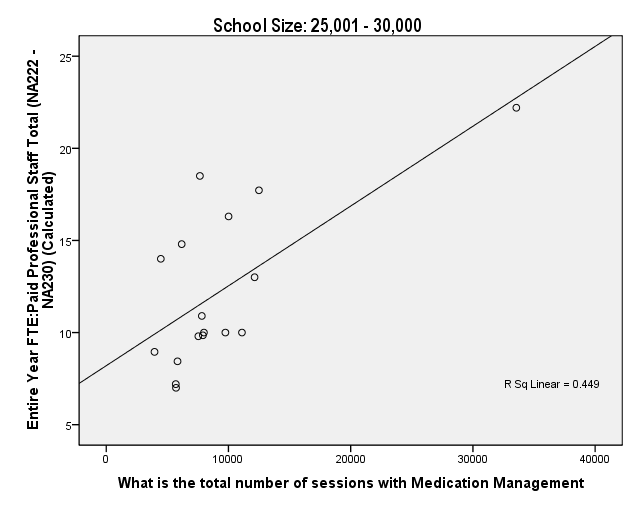 School Size: 25,001 - 30,000
Entire Year FTE:Paid Professional Staff Total (NA222 -
NA230) (Calculated)
25
20
15
10
5
R Sq Linear = 0.449
0 10000 20000 30000 40000
What is the total number of sessions with Medication Management